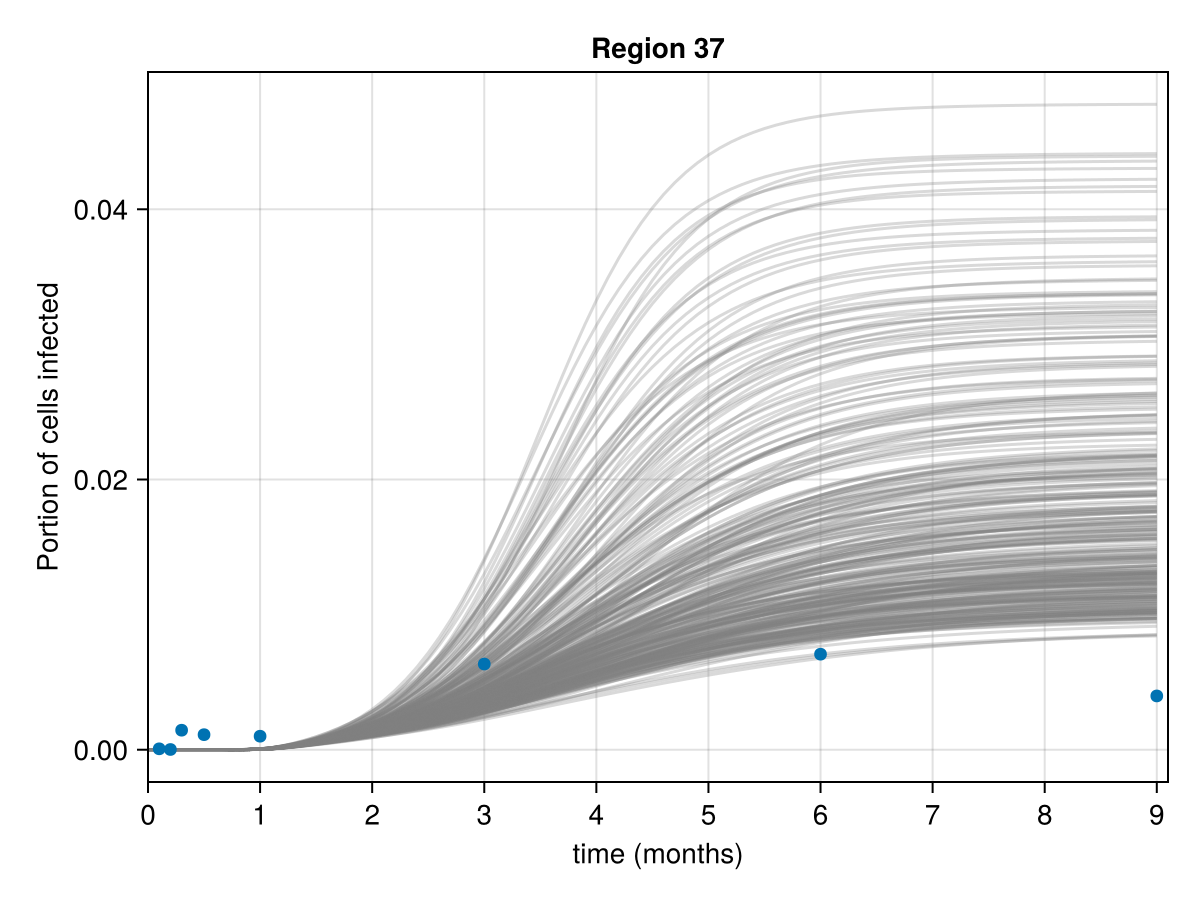 Region 37
Portion of cells infected
0.04
0.02
0.00
0 1 2 3 4 5 6 7 8 9
time (months)